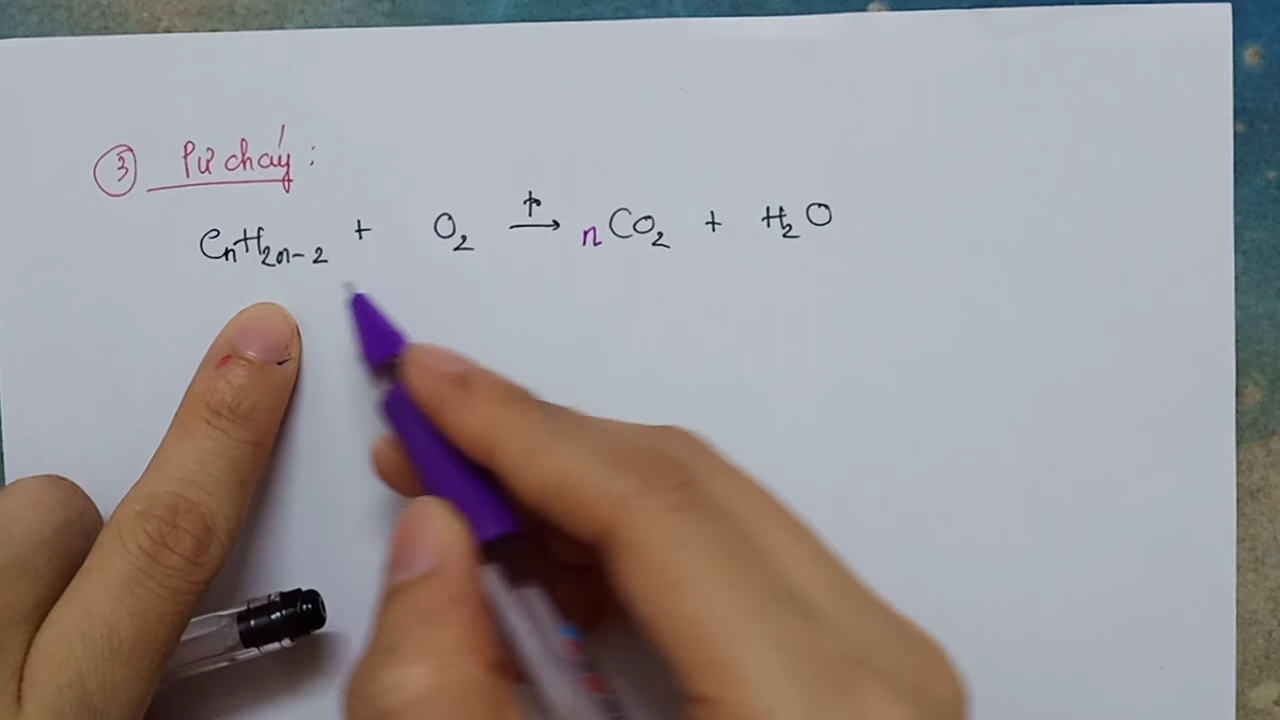 ③ Pư cháy:
CnH2n-2 + O2 →t° nCO2 + H2O